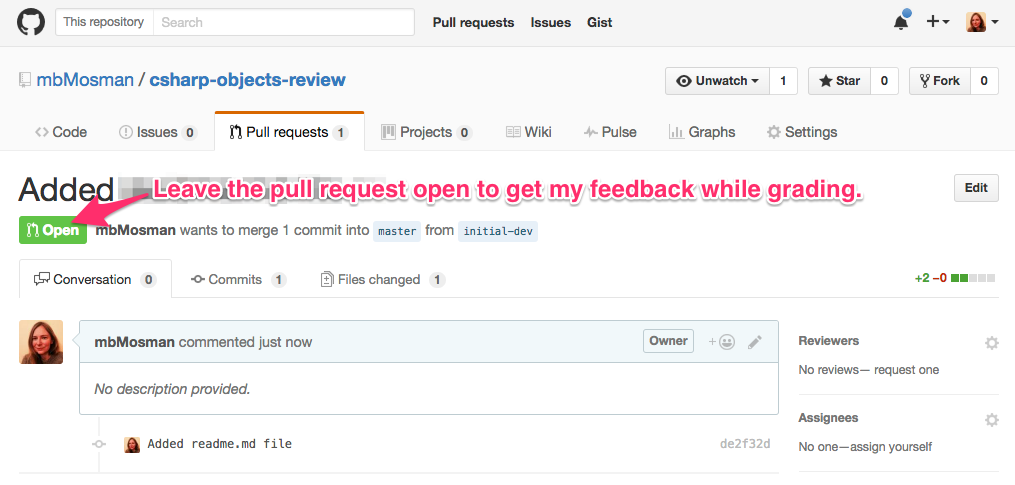 This repository Search Pull requests Issues Gist
mbMosman / csharp-objects-review Unwatch 1 Star 0 Fork 0
Code Issues 0 Pull requests 1 Projects 0 Wiki Pulse Graphs Settings
Added Leave the pull request open to get my feedback while grading. Edit
Open mbMosman wants to merge 1 commit into master from initial-dev
Conversation 0 Commits 1 Files changed 1 +2 −0
mbMosman commented just now Owner +
Reviewers
No description provided.
No reviews— request one
Assignees
Added readme.md file de2f32d
No one—assign yourself